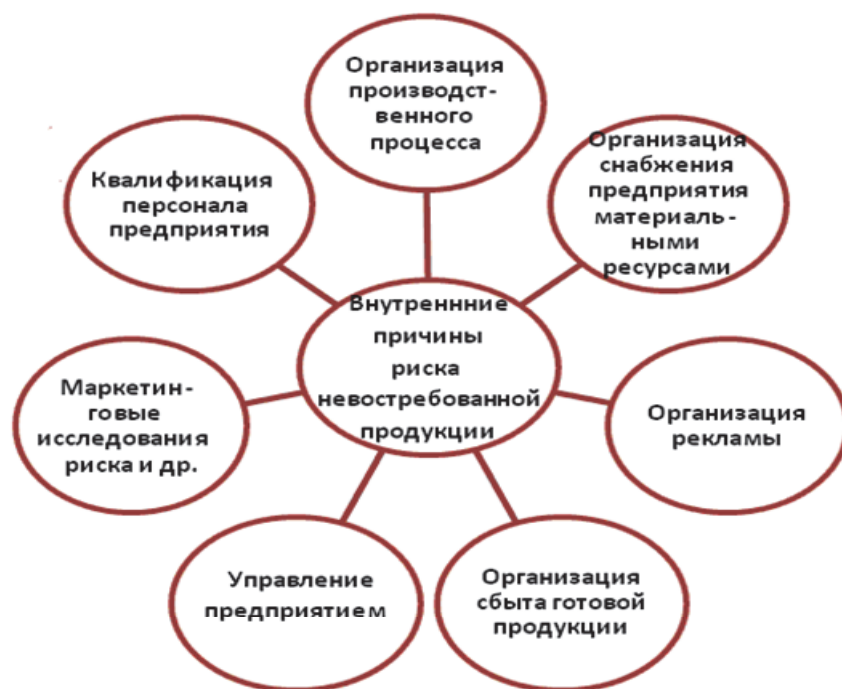 Организация
производст-
венного
процесса
Организация
снабжения
предприятия
материаль -
ными
ресурсами
Организация
рекламы
Организация
сбыта готовой
продукции
Управление
предприятием
Маркетин-
говые
исследования
риска и др.
Квалификация
персонала
предприятия
Внутреннние
причины
риска
невостребованной
продукции